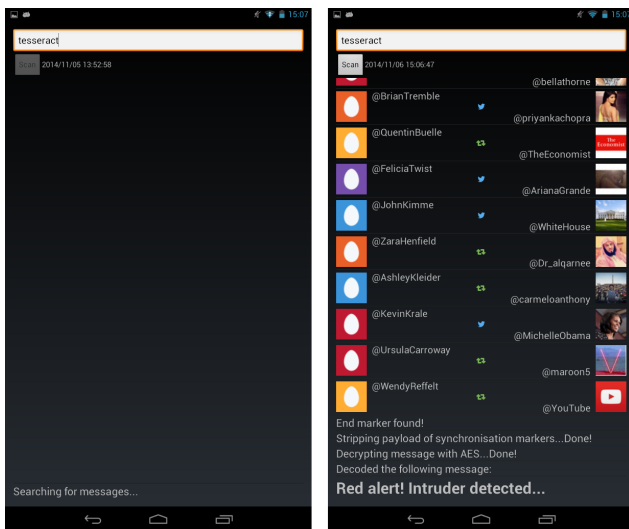 15:07
tesseract
Scan 2014/11/05 13:52:58
Searching for messages...
15:07
tesseract
Scan 2014/11/06 15:06:47
@bellathorne
@BrianTremble
@priyankachopra
@QuentinBuelle
The Economist
@TheEconomist
@FeliciaTwist
@ArianaGrande
@JohnKimme
@WhiteHouse
@ZaraHenfield
@Dr_alqarnee
@AshleyKleider
@carmeloanthony
@KevinKrale
@MichelleObama
@UrsulaCarroway
@maroon5
@WendyReffelt
@YouTube
End marker found!
Stripping payload of synchronisation markers...Done!
Decrypting message with AES...Done!
Decoded the following message:
Red alert! Intruder detected...